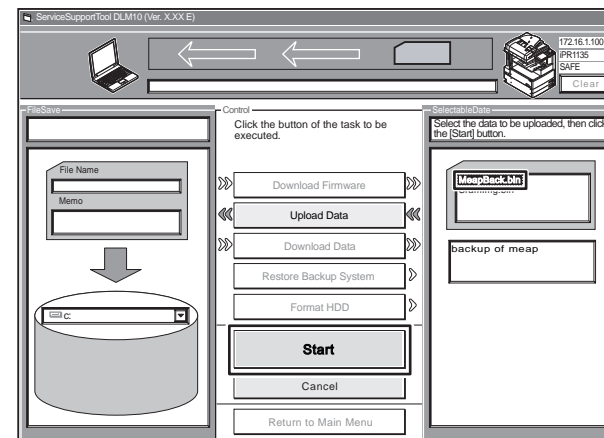 ServiceSupportTool DLM10 (Ver. X.XX E)
172.16.1.100
iPR1135
SAFE
Clear
FileSave
File Name
Memo
C:
Control
Click the button of the task to be
executed.
Download Firmware
Upload Data
Download Data
Restore Backup System
Format HDD
Start
Cancel
Return to Main Menu
SelectableDate
Select the data to be uploaded, then click
the [Start] button.
MeapBack.bin
backup of meap